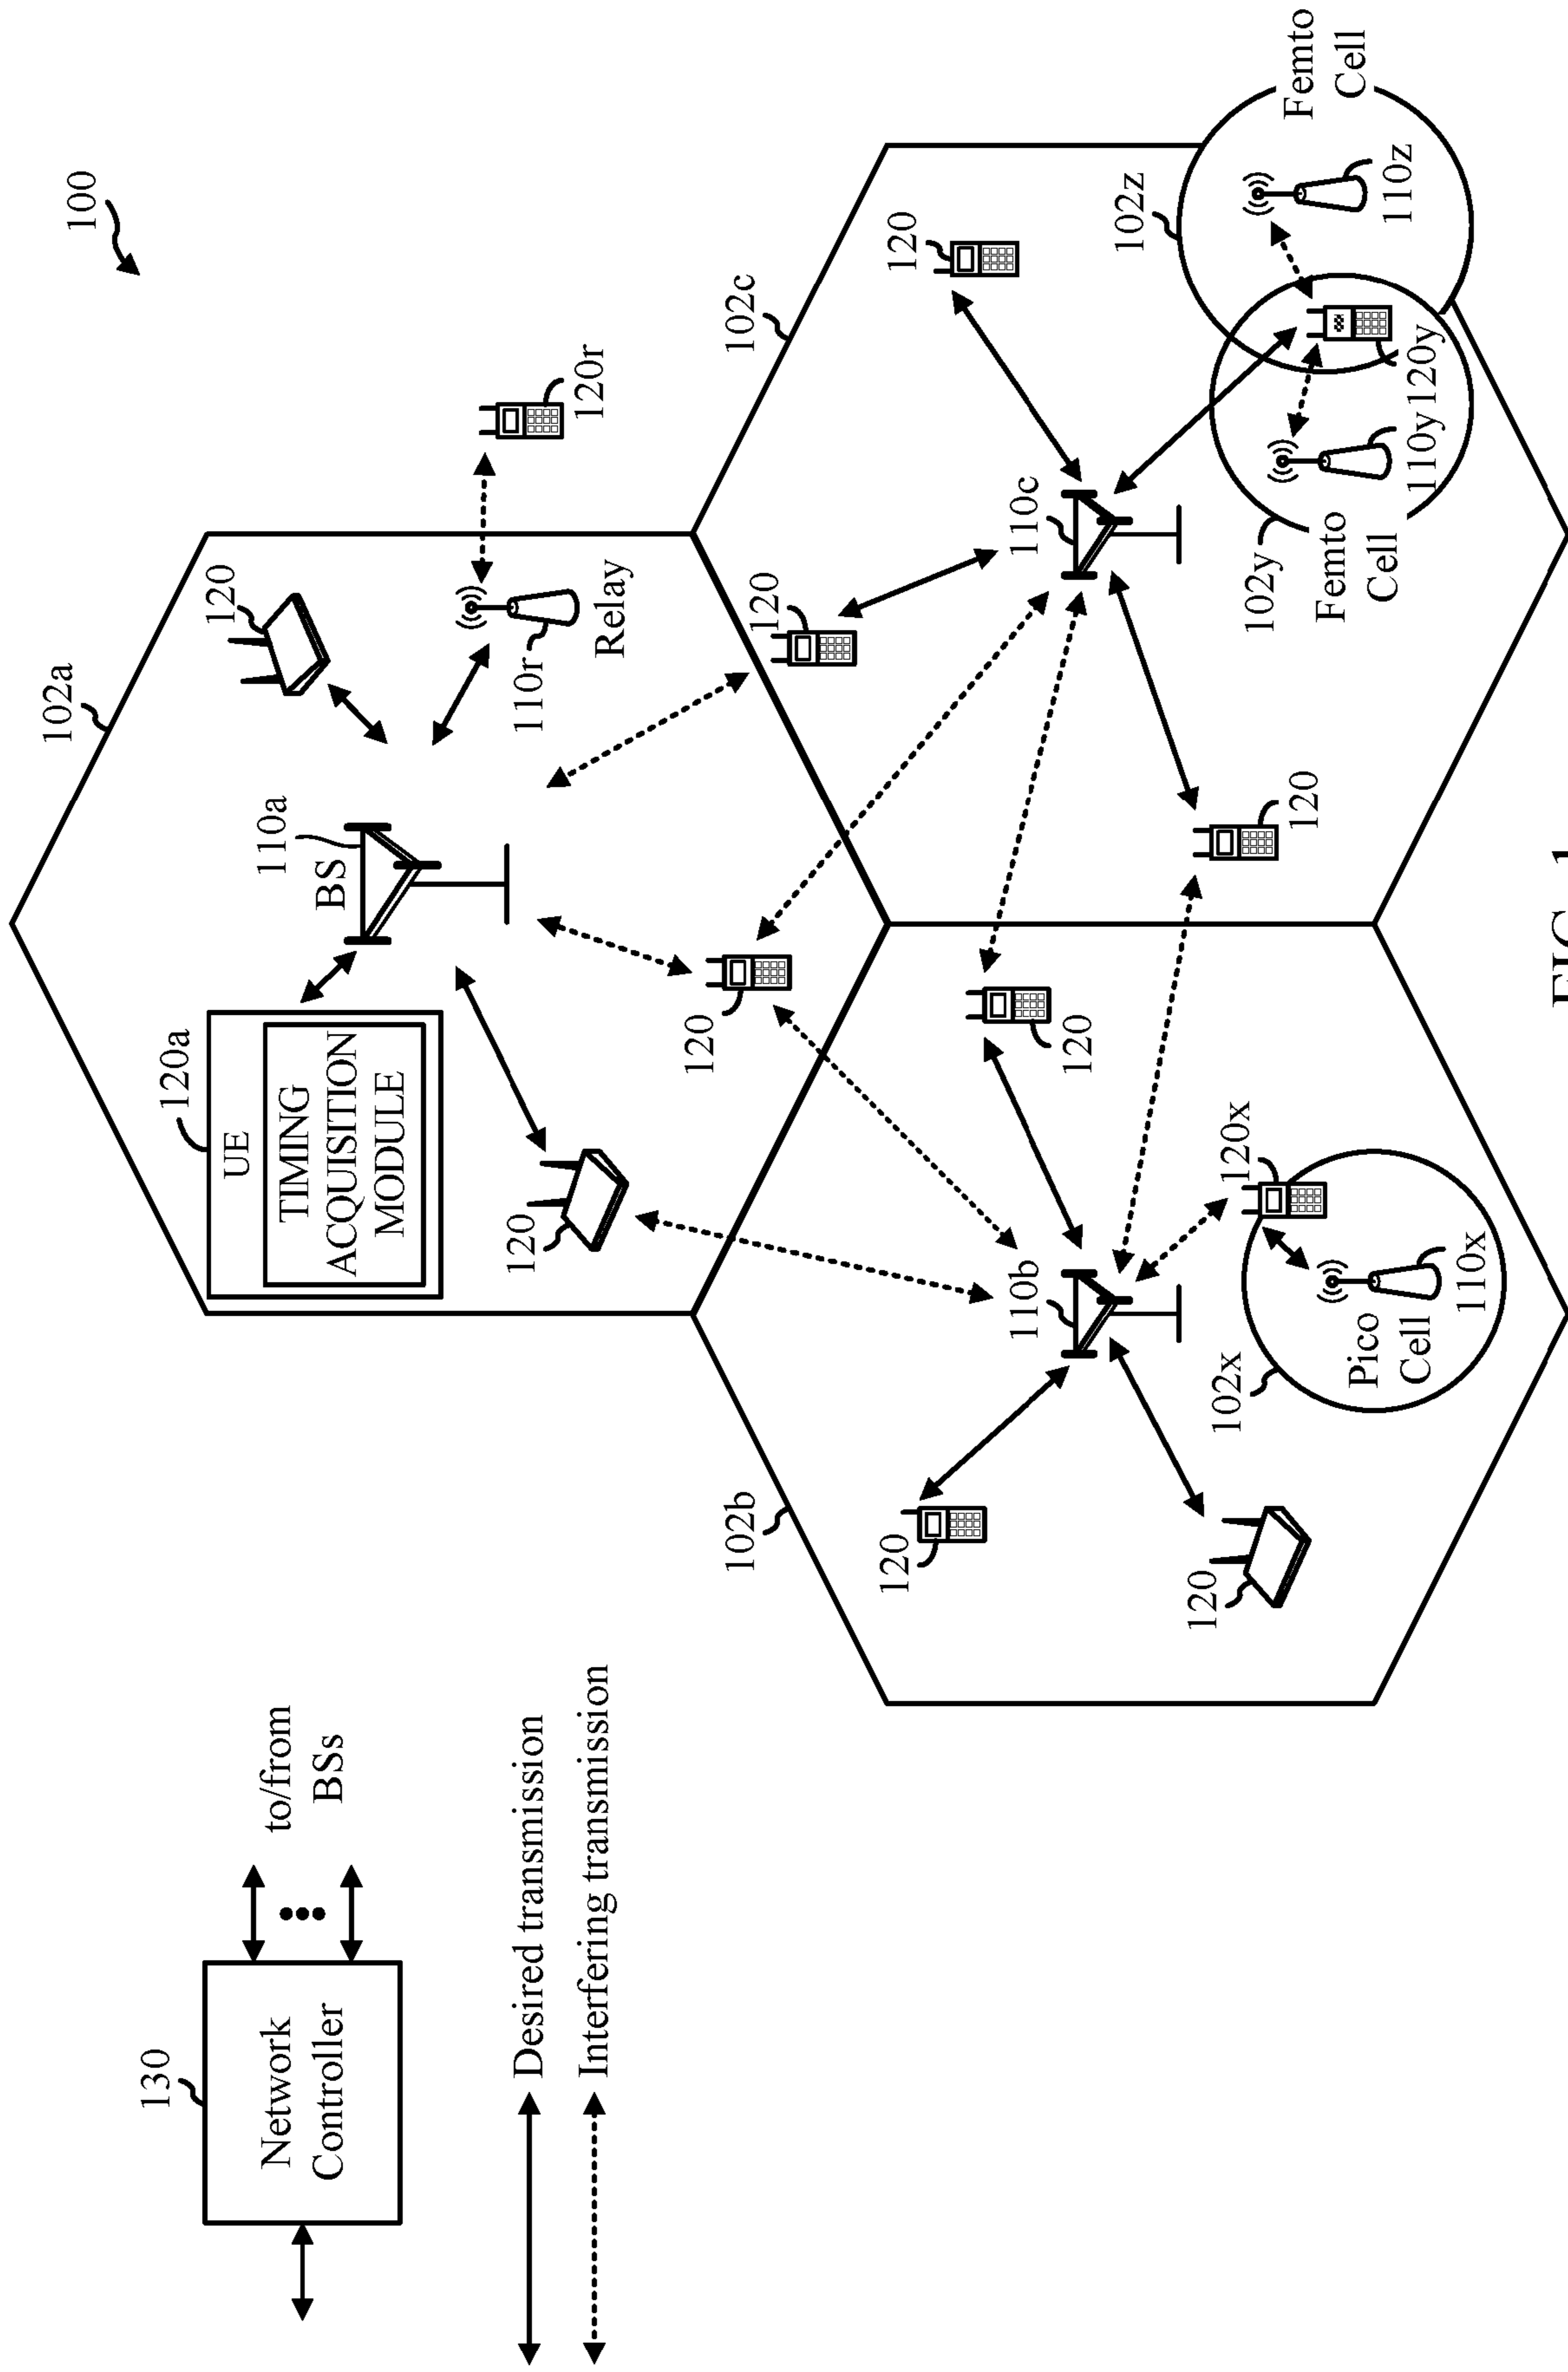 100
102a
130
120a
110a
120
Network
Controller
to/from
BSs
UE
TIMING
ACQUISITION
MODULE
BS
120
110r
Relay
120r
Desired transmission
Interfering transmission
102b
120
120
102c
120
120
110b
120
110c
120
102z
120
102x
Pico
Cell
110x
120x
120
102y
Femto
Cell
110y
120y
110z
Femto
Cell
FIG. 1